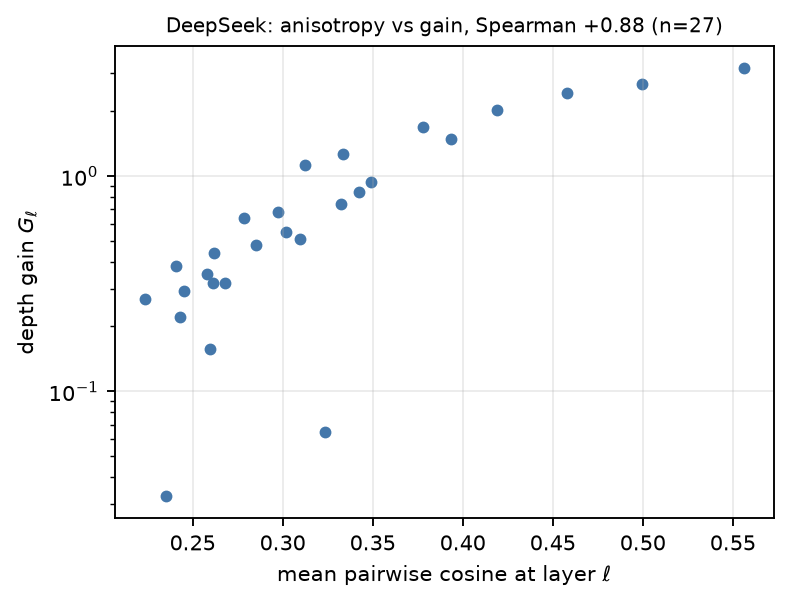 DeepSeek: anisotropy vs gain, Spearman +0.88 (n=27)
10⁰
10⁻¹
depth gain G_ℓ
0.25 0.30 0.35 0.40 0.45 0.50 0.55
mean pairwise cosine at layer ℓ